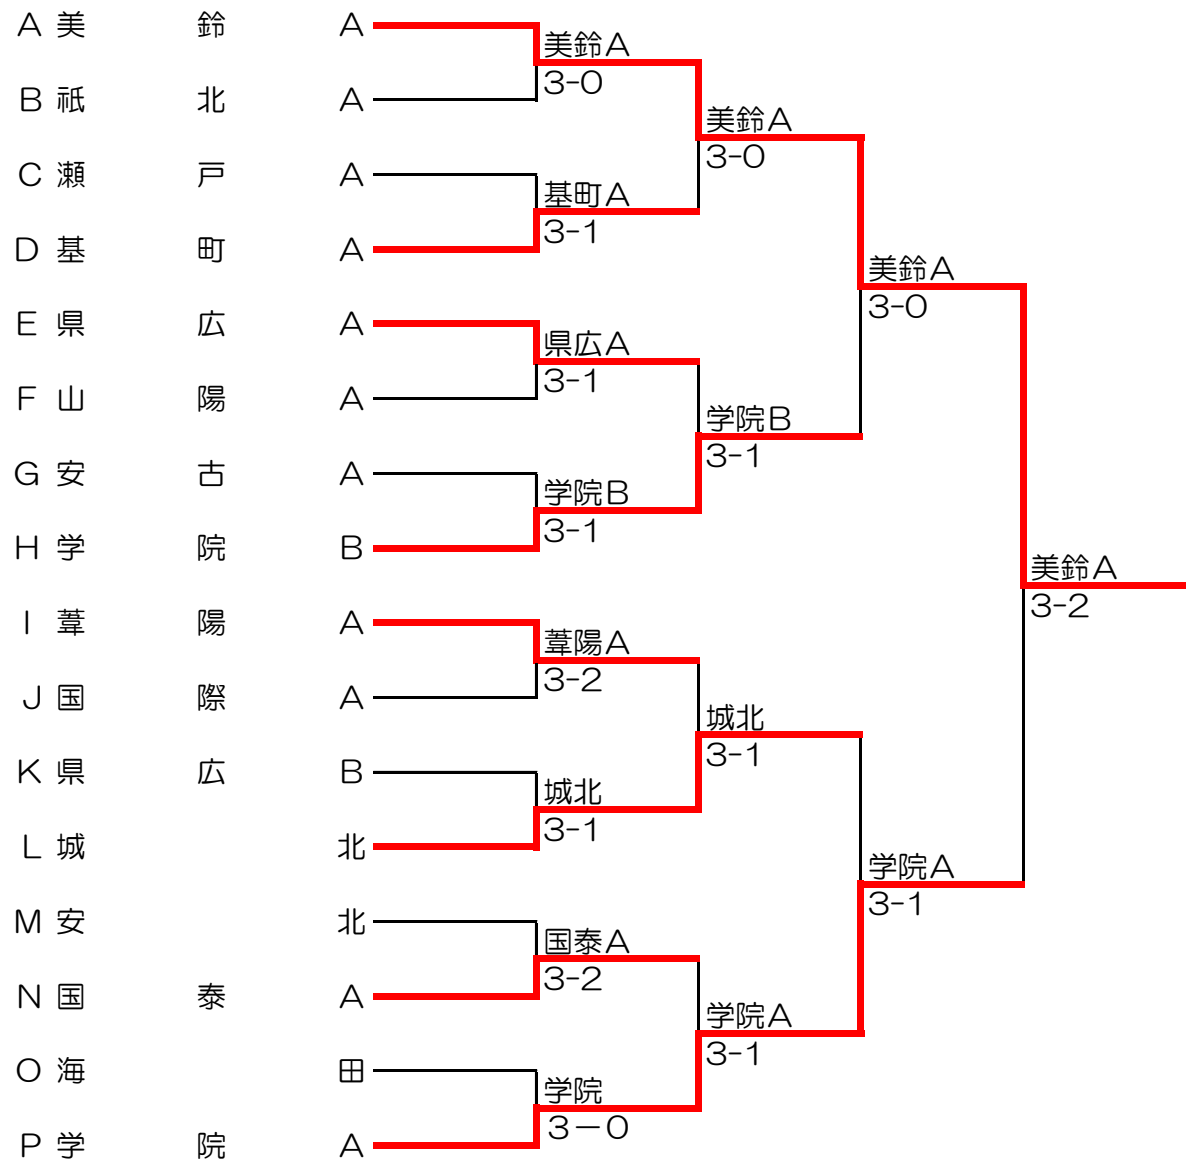 A 美 鈴 A
美鈴A
3-0
B 祇 北 A
美鈴A
3-0
C 瀬 戸 A
基町A
3-1
D 基 町 A
美鈴A
3-0
E 県 広 A
県広A
3-1
F 山 陽 A
学院B
3-1
G 安 古 A
学院B
3-1
H 学 院 B
美鈴A
3-2
I 葦 陽 A
葦陽A
3-2
J 国 際 A
城北
3-1
K 県 広 B
城北
3-1
L 城 北
学院A
3-1
M 安 北
国泰A
3-2
N 国 泰 A
学院A
3-1
O 海 田
学院
3－0
P 学 院 A